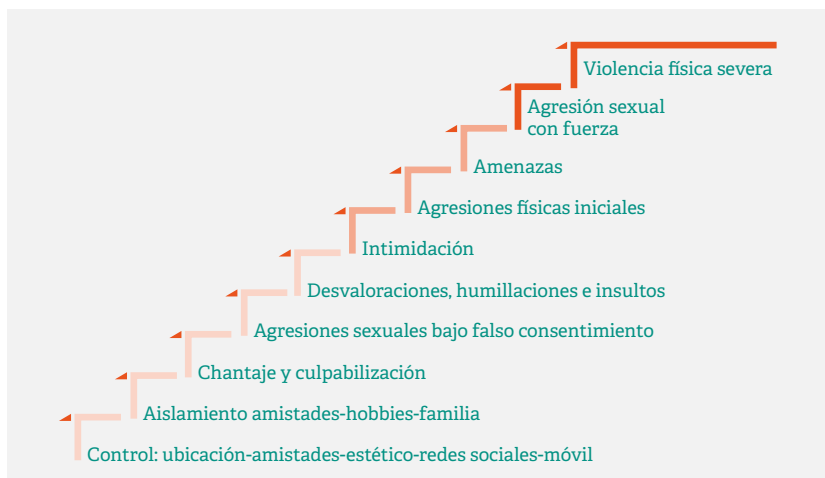 Violencia física severa
Agresión sexual
con fuerza
Amenazas
Agresiones físicas iniciales
Intimidación
Desvaloraciones, humillaciones e insultos
Agresiones sexuales bajo falso consentimiento
Chantaje y culpabilización
Aislamiento amistades-hobbies-familia
Control: ubicación-amistades-estético-redes sociales-móvil